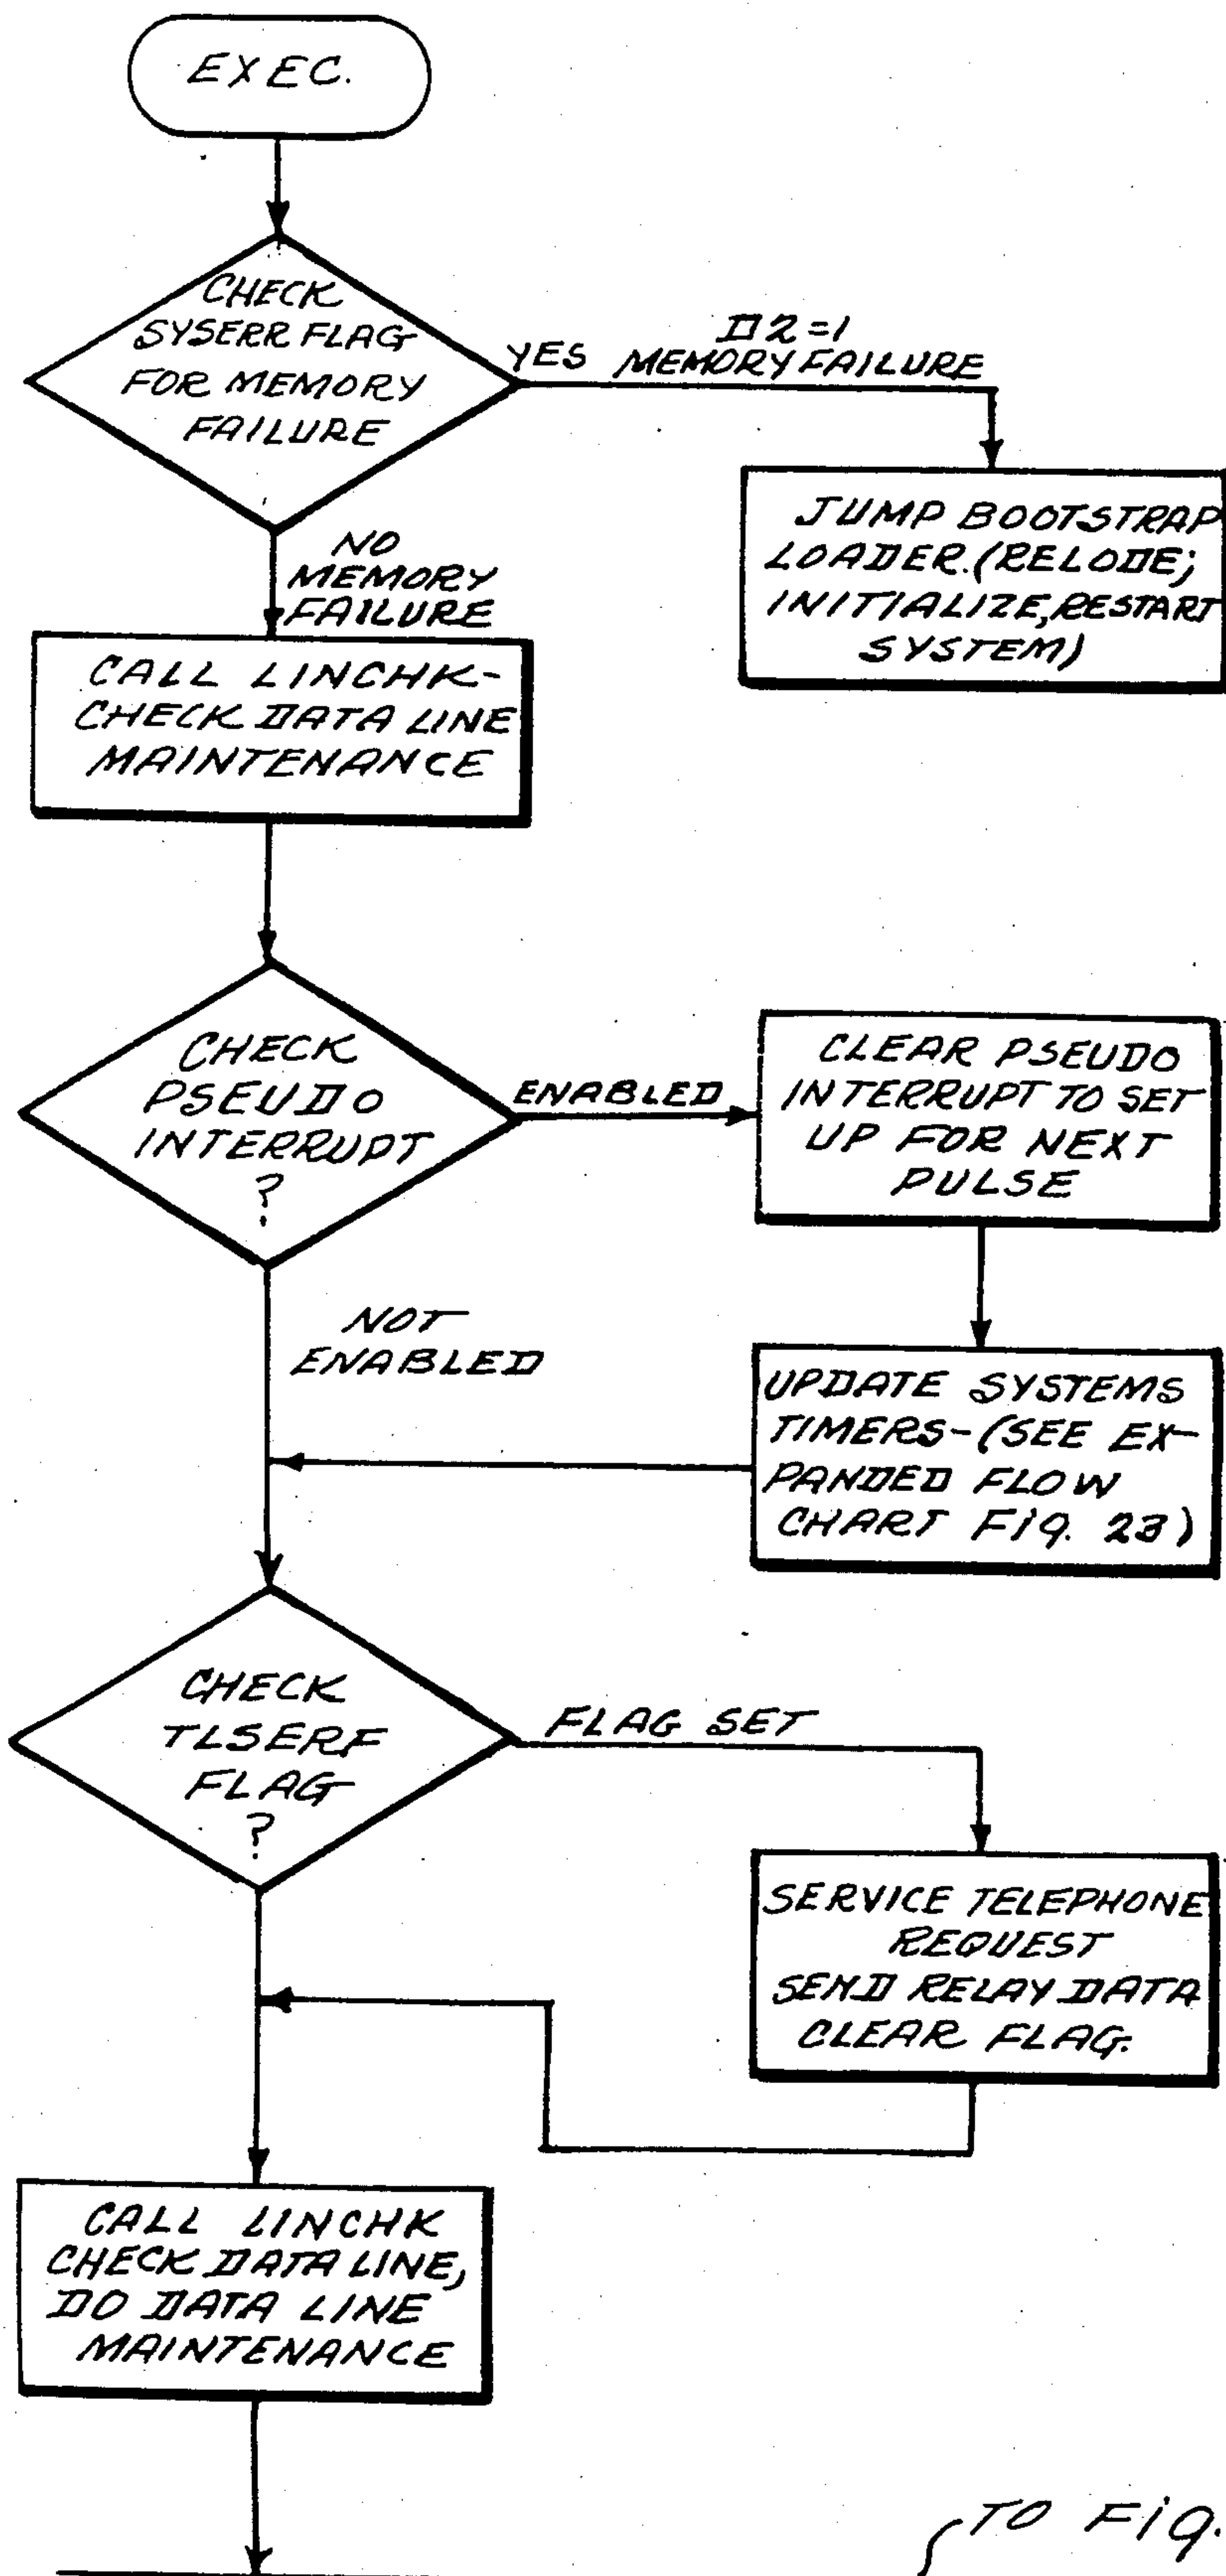 EXEC.
CHECK
SYSERR FLAG
FOR MEMORY
FAILURE
YES
D2=1
MEMORY FAILURE
JUMP BOOTSTRAP
LOADER.(RELODE;
INITIALIZE, RESTART
SYSTEM)
NO
MEMORY
FAILURE
CALL LINCHK-
CHECK DATA LINE
MAINTENANCE
CHECK
PSEUDO
INTERRUPT
?
ENABLED
CLEAR PSEUDO
INTERRUPT TO SET
UP FOR NEXT
PULSE
NOT
ENABLED
UPDATE SYSTEMS
TIMERS-(SEE EX-
PANDED FLOW
CHART FIG. 23)
CHECK
TLSERF
FLAG
?
FLAG SET
SERVICE TELEPHONE
REQUEST
SEND RELAY DATA
CLEAR FLAG.
CALL LINCHK
CHECK DATA LINE,
DO DATA LINE
MAINTENANCE
TO FIG.